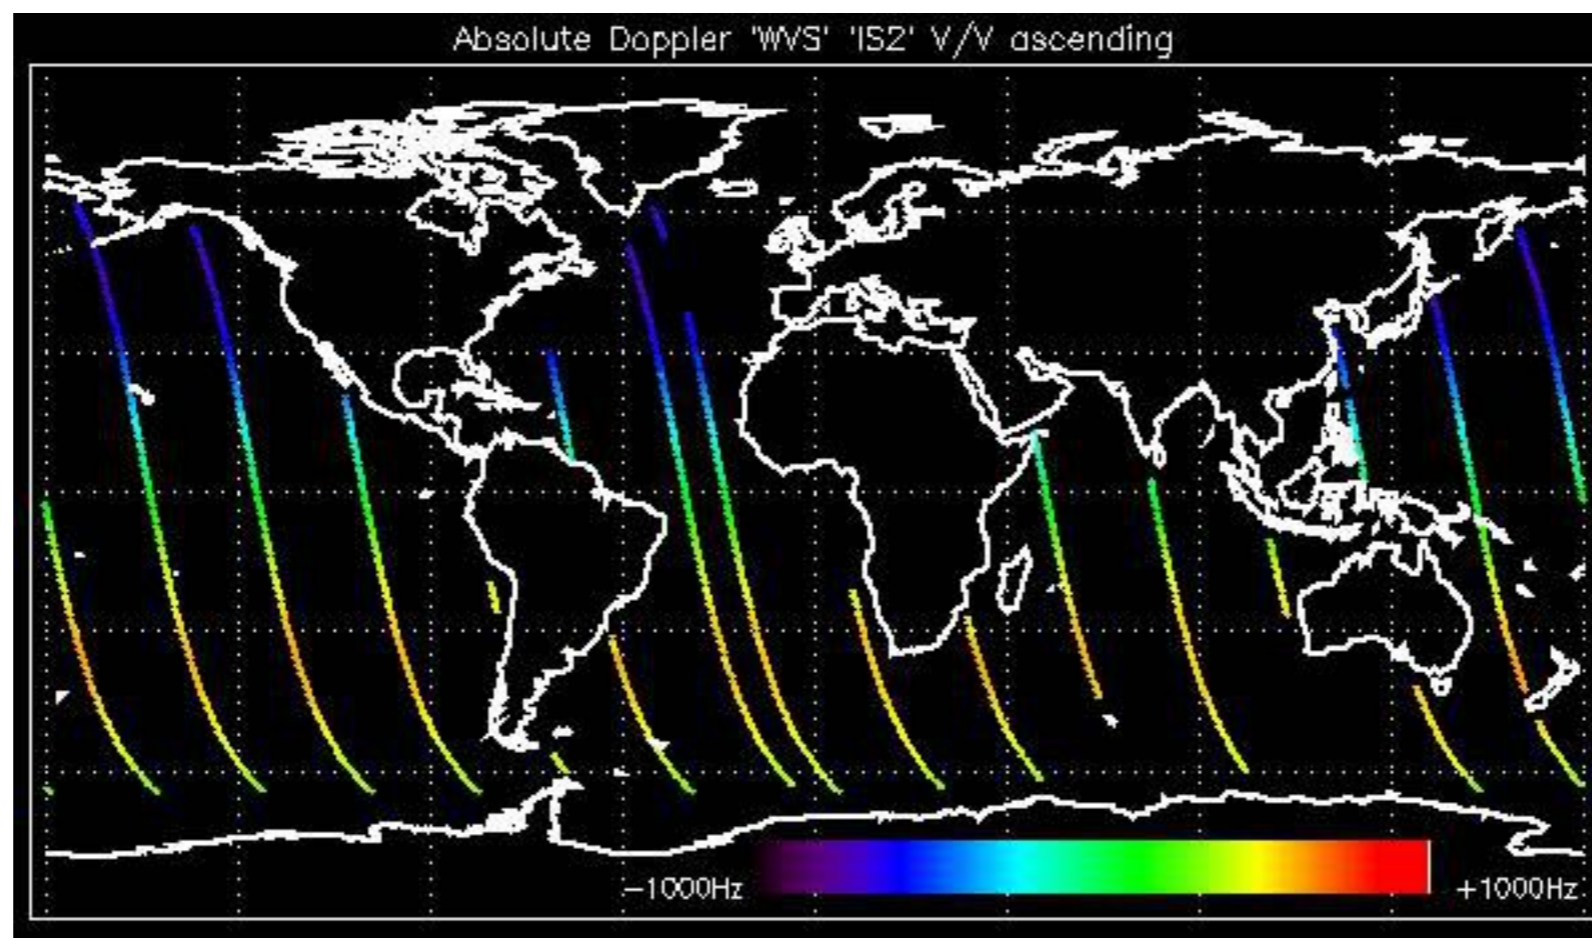 Absolute Doppler 'WVS' 'IS2' V/V ascending
-1000Hz +1000Hz